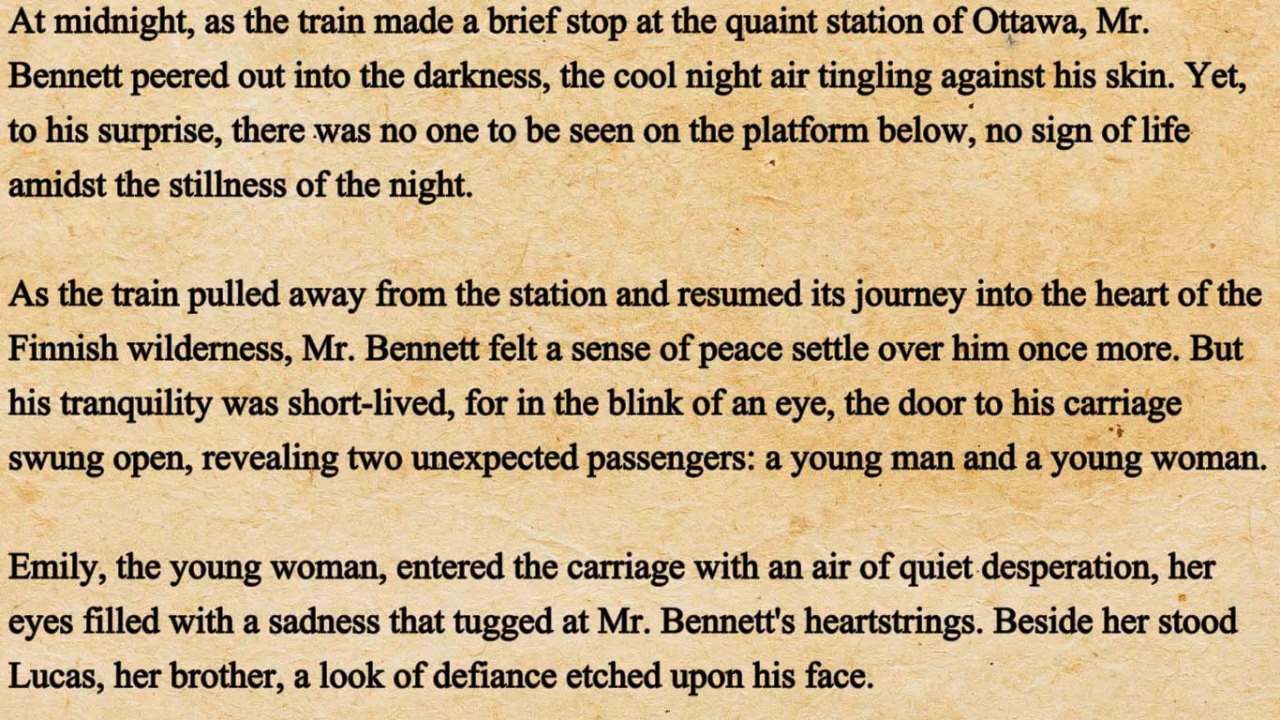 At midnight, as the train made a brief stop at the quaint station of Ottawa, Mr.
Bennett peered out into the darkness, the cool night air tingling against his skin. Yet,
to his surprise, there was no one to be seen on the platform below, no sign of life
amidst the stillness of the night.
As the train pulled away from the station and resumed its journey into the heart of the
Finnish wilderness, Mr. Bennett felt a sense of peace settle over him once more. But
his tranquility was short-lived, for in the blink of an eye, the door to his carriage
swung open, revealing two unexpected passengers: a young man and a young woman.
Emily, the young woman, entered the carriage with an air of quiet desperation, her
eyes filled with a sadness that tugged at Mr. Bennett's heartstrings. Beside her stood
Lucas, her brother, a look of defiance etched upon his face.